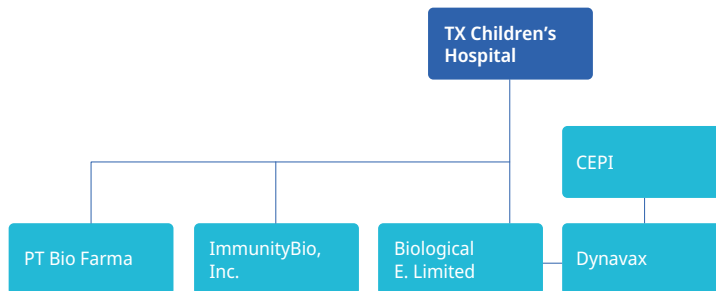 TX Children's
Hospital
CEPI
PT Bio Farma
ImmunityBio,
Inc.
Biological
E. Limited
Dynavax